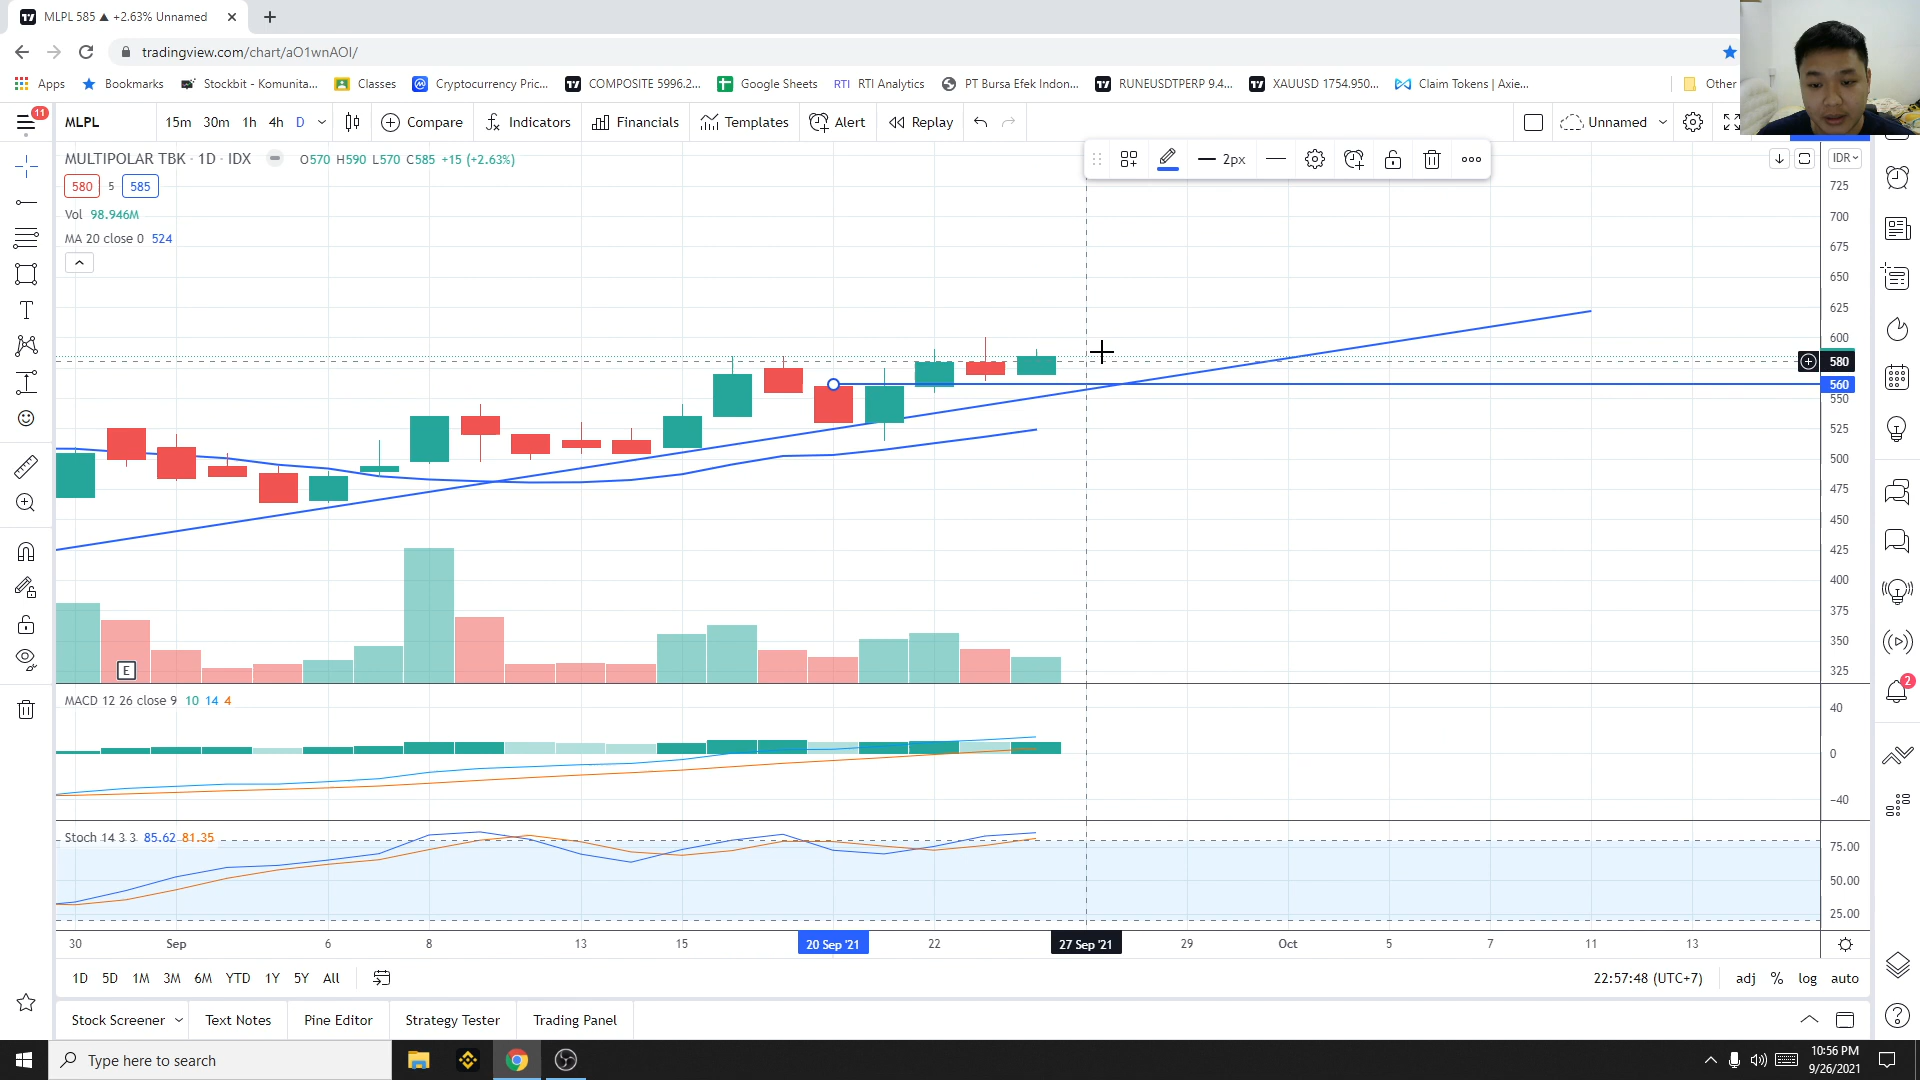 MLPL 585 ▲ +2.63% Unnamed
tradingview.com/chart/aO1wnAOI/
Apps Bookmarks Stockbit - Komunita... Classes Cryptocurrency Pric... COMPOSITE 5996.2... Google Sheets RTI RTI Analytics PT Bursa Efek Indon... RUNEUSDTPERP 9.4... XAUUSD 1754.950... Claim Tokens | Axie... Other
11
MLPL 15m 30m 1h 4h D Compare Indicators Financials Templates Alert Replay Unnamed
MULTIPOLAR TBK · 1D · IDX O570 H590 L570 C585 +15 (+2.63%)
2px
IDR
580 5 585
Vol 98.946M
MA 20 close 0 524
725
700
675
650
625
600
580
560
550
525
500
475
450
425
400
375
350
325
E
2
MACD 12 26 close 9 10 14 4
40
0
−40
Stoch 14 3 3 85.62 81.35
75.00
50.00
25.00
30 Sep 6 8 13 15 20 Sep '21 22 27 Sep '21 29 Oct 5 7 11 13
1D 5D 1M 3M 6M YTD 1Y 5Y All 22:57:48 (UTC+7) adj % log auto
Stock Screener Text Notes Pine Editor Strategy Tester Trading Panel
Type here to search
10:56 PM
9/26/2021